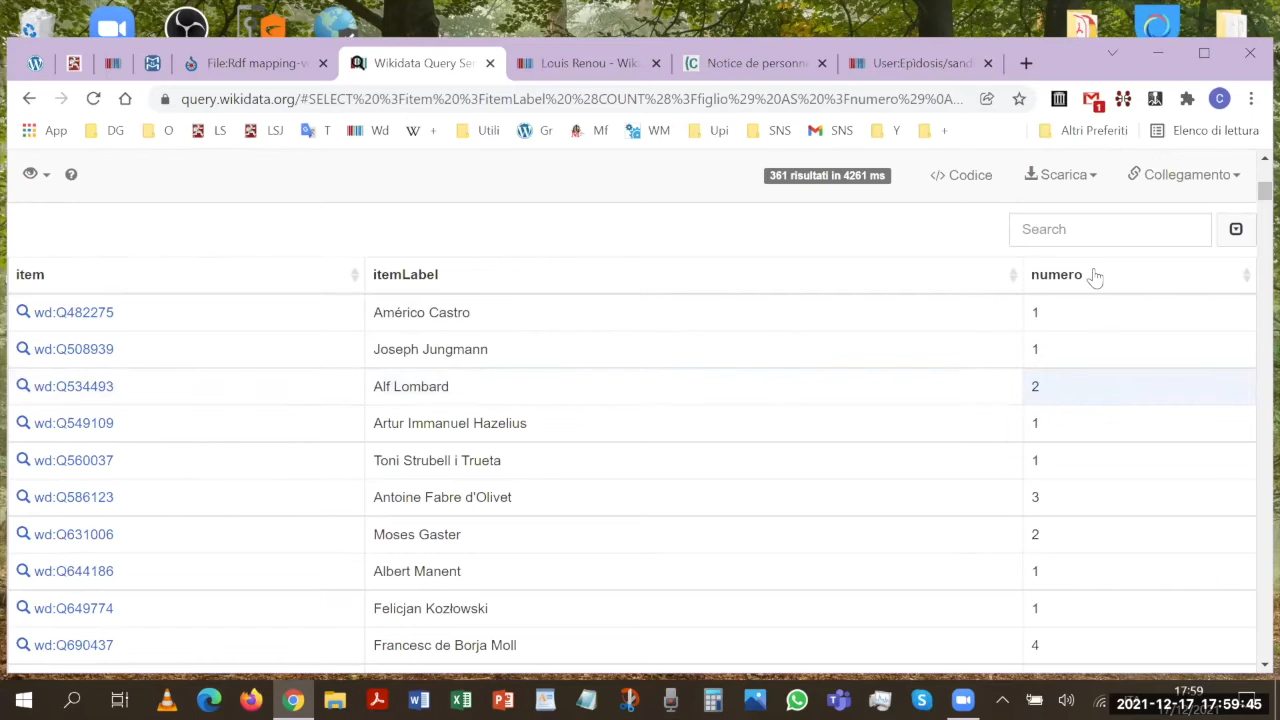 File:Rdf mapping-v
Wikidata Query Ser
Louis Renou - Wiki
Notice de personne
User:Epidosis/sand
query.wikidata.org/#SELECT%20%3Fitem%20%3FitemLabel%20%28COUNT%28%3Ffiglio%29%20AS%20%3Fnumero%29%0A...
1
C
App
DG
O
LS
LSJ
T
Wd
+
Utili
Gr
Mf
WM
Upi
SNS
SNS
Y
+
Altri Preferiti
Elenco di lettura
361 risultati in 4261 ms
</> Codice
Scarica
Collegamento
Search
item itemLabel numero
wd:Q482275 Américo Castro 1
wd:Q508939 Joseph Jungmann 1
wd:Q534493 Alf Lombard 2
wd:Q549109 Artur Immanuel Hazelius 1
wd:Q560037 Toni Strubell i Trueta 1
wd:Q586123 Antoine Fabre d'Olivet 3
wd:Q631006 Moses Gaster 2
wd:Q644186 Albert Manent 1
wd:Q649774 Felicjan Kozłowski 1
wd:Q690437 Francesc de Borja Moll 4
17:59
2021-12-17 17:59:45